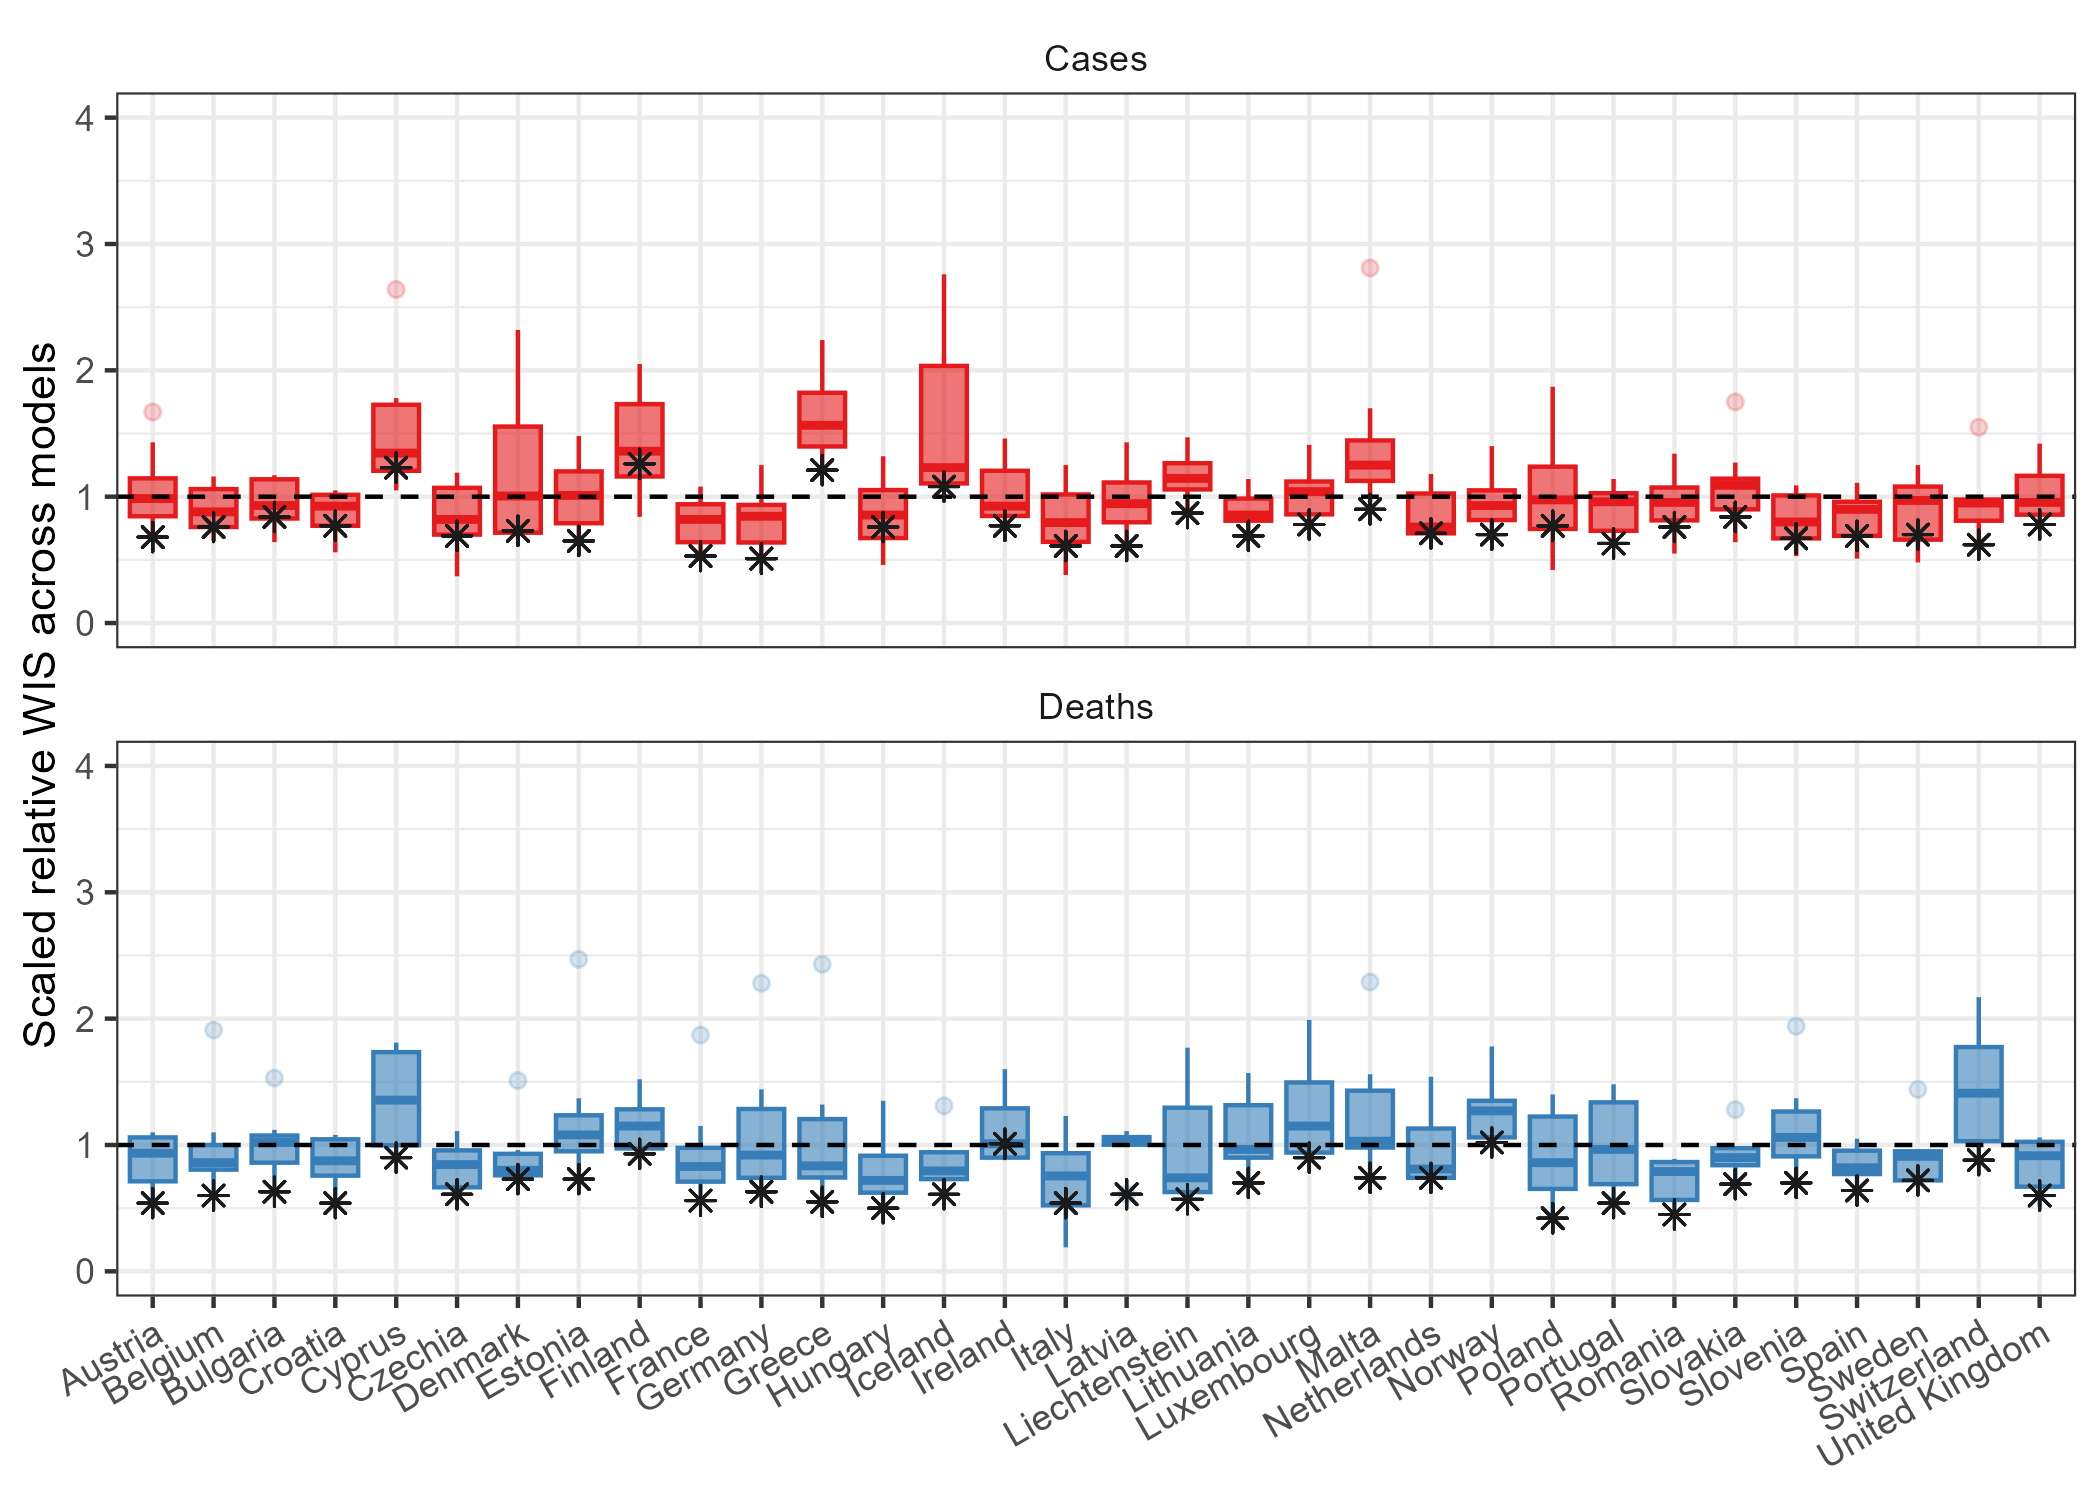 Cases
4
3
2
1
0
Scaled relative WIS across models
Deaths
4
3
2
1
0
Austria
Belgium
Bulgaria
Croatia
Cyprus
Czechia
Denmark
Estonia
Finland
France
Germany
Greece
Hungary
Iceland
Ireland
Italy
Latvia
Liechtenstein
Lithuania
Luxembourg
Malta
Netherlands
Norway
Poland
Portugal
Romania
Slovakia
Slovenia
Spain
Sweden
Switzerland
United Kingdom